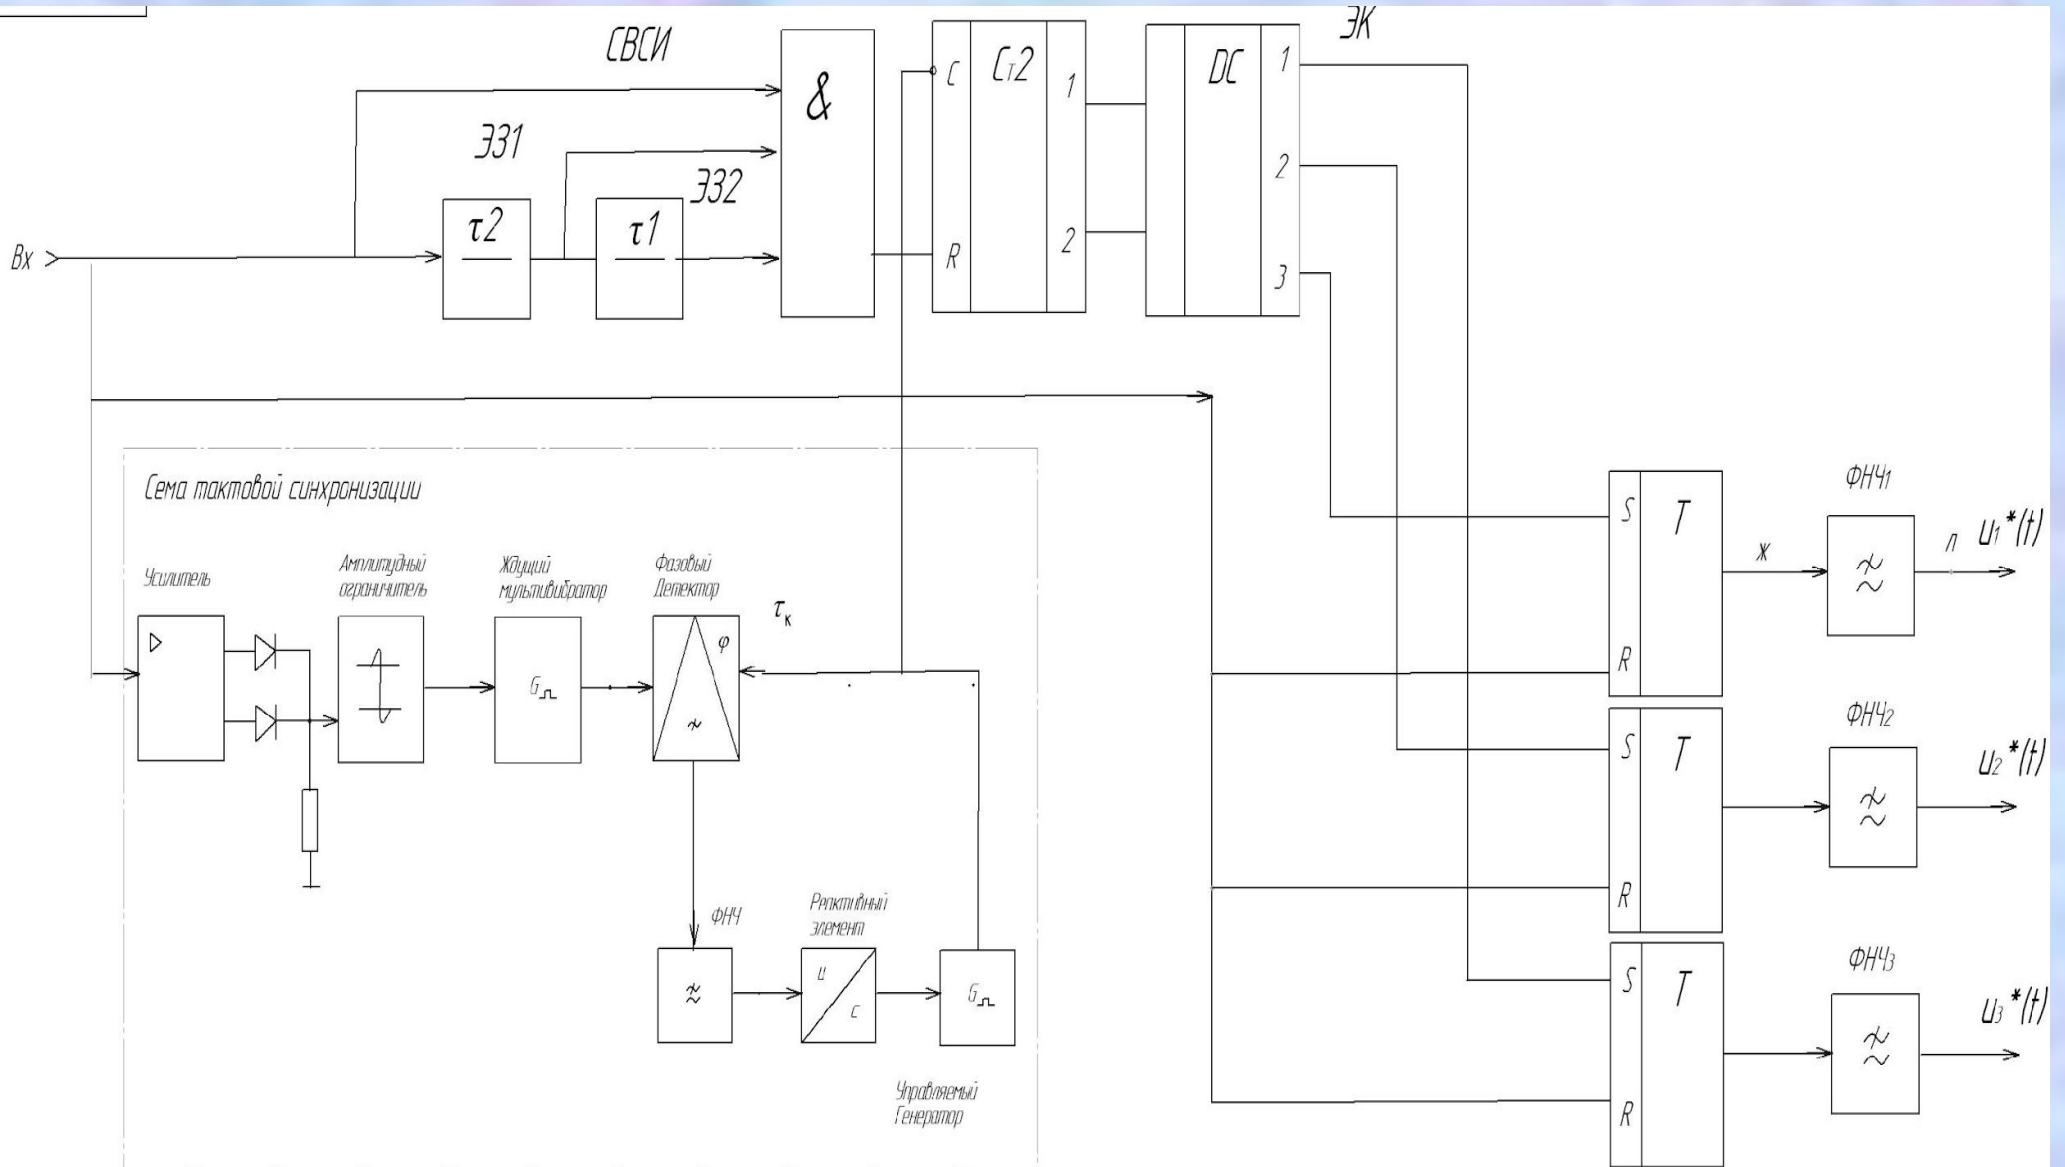 СВСИ
ЭК
ЭЗ1
ЭЗ2
&
C
R
Cт2
1
2
DC
1
2
3
Вх
τ2
τ1
Сема тактовой синхронизации
Усилитель
Амплитудный
ограничитель
Ждущий
мультивибратор
Фазовый
Детектор
τк
G
φ
ФНЧ
Реактивный
элемент
u
c
G
Управляемый
Генератор
S
T
R
ж
ФНЧ1
л
u1*(t)
S
T
R
ФНЧ2
u2*(t)
S
T
R
ФНЧ3
u3*(t)